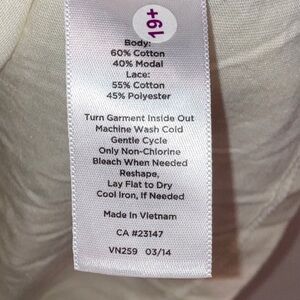 19+
Body:
60% Cotton
40% Modal
Lace:
55% Cotton
45% Polyester
Turn Garment Inside Out
Machine Wash Cold
Gentle Cycle
Only Non-Chlorine
Bleach When Needed
Reshape,
Lay Flat to Dry
Cool Iron, If Needed
Made In Vietnam
CA #23147
VN259 03/14